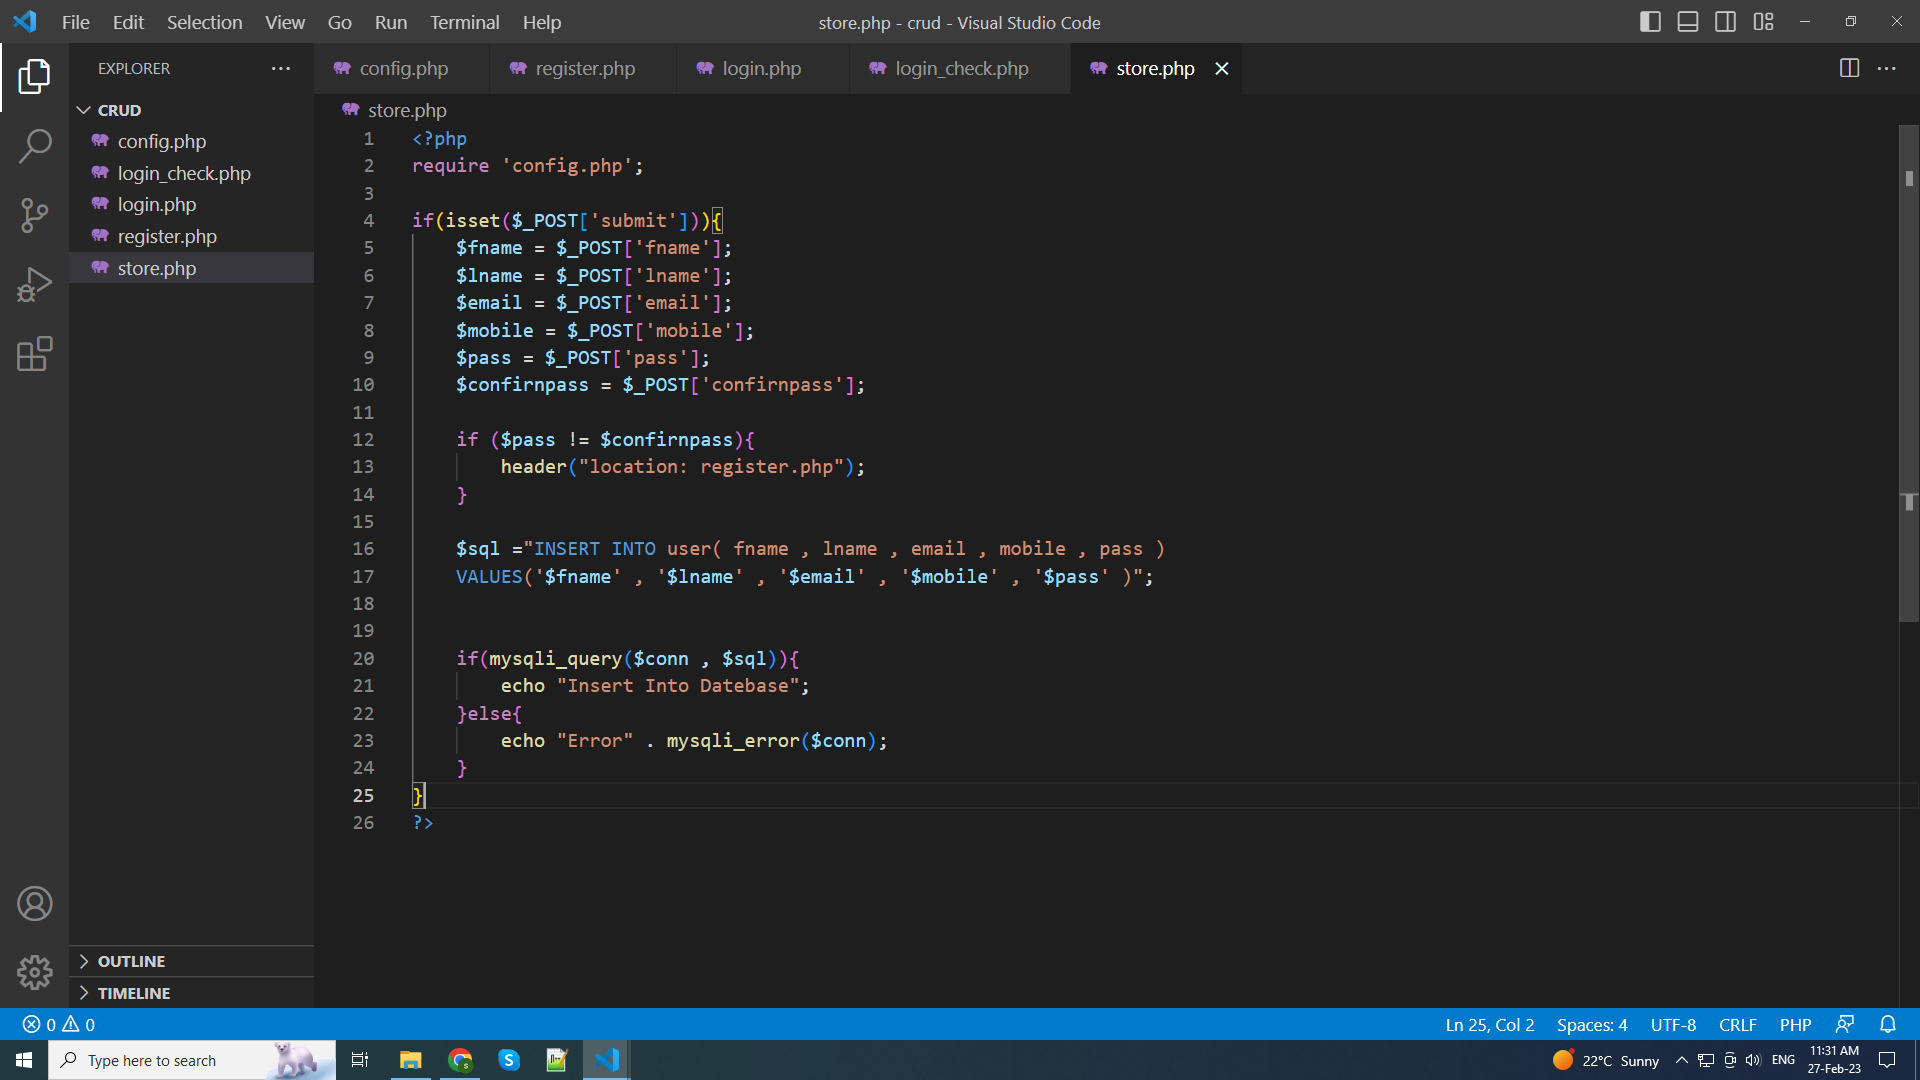 File Edit Selection View Go Run Terminal Help
store.php - crud - Visual Studio Code
EXPLORER
config.php register.php login.php login_check.php store.php
CRUD
config.php
login_check.php
login.php
register.php
store.php
store.php
1 <?php
2 require 'config.php';
3
4 if(isset($_POST['submit'])){
5 $fname = $_POST['fname'];
6 $lname = $_POST['lname'];
7 $email = $_POST['email'];
8 $mobile = $_POST['mobile'];
9 $pass = $_POST['pass'];
10 $confirnpass = $_POST['confirnpass'];
11
12 if ($pass != $confirnpass){
13 header("location: register.php");
14 }
15
16 $sql ="INSERT INTO user( fname , lname , email , mobile , pass )
17 VALUES('$fname' , '$lname' , '$email' , '$mobile' , '$pass' )";
18
19
20 if(mysqli_query($conn , $sql)){
21 echo "Insert Into Datebase";
22 }else{
23 echo "Error" . mysqli_error($conn);
24 }
25 }
26 ?>
OUTLINE
TIMELINE
0 0
Ln 25, Col 2 Spaces: 4 UTF-8 CRLF PHP
Type here to search
22°C Sunny
ENG
11:31 AM
27-Feb-23